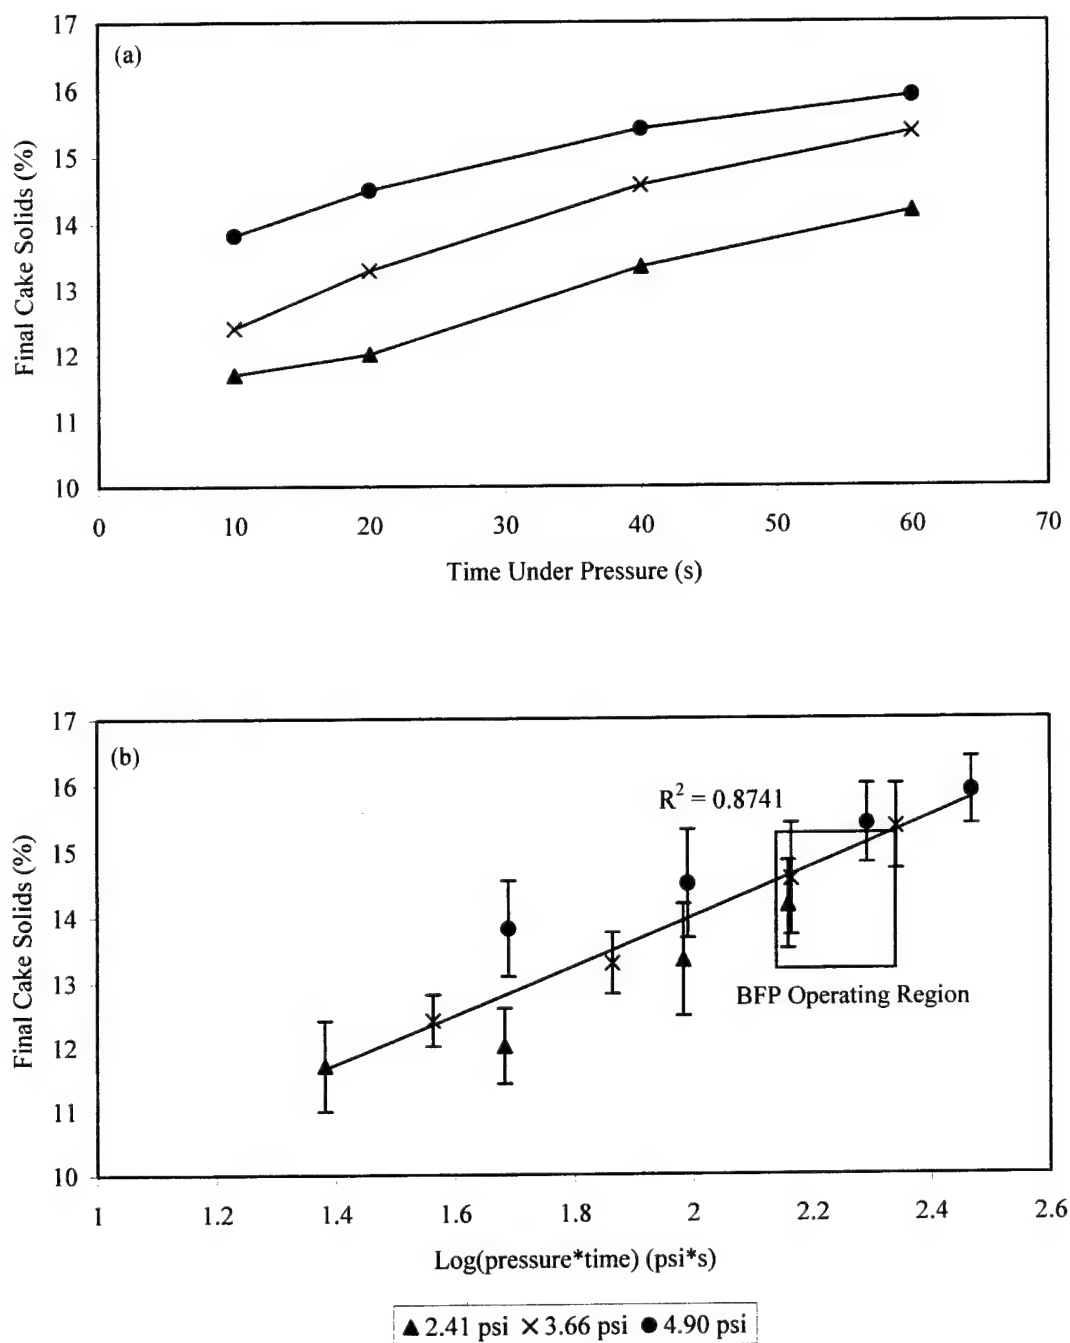 17
(a)
16
15
14
13
12
11
10
Final Cake Solids (%)
0 10 20 30 40 50 60 70
Time Under Pressure (s)
17
(b)
16
15
14
13
12
11
10
Final Cake Solids (%)
R² = 0.8741
BFP Operating Region
1 1.2 1.4 1.6 1.8 2 2.2 2.4 2.6
Log(pressure*time) (psi*s)
▲ 2.41 psi × 3.66 psi ● 4.90 psi